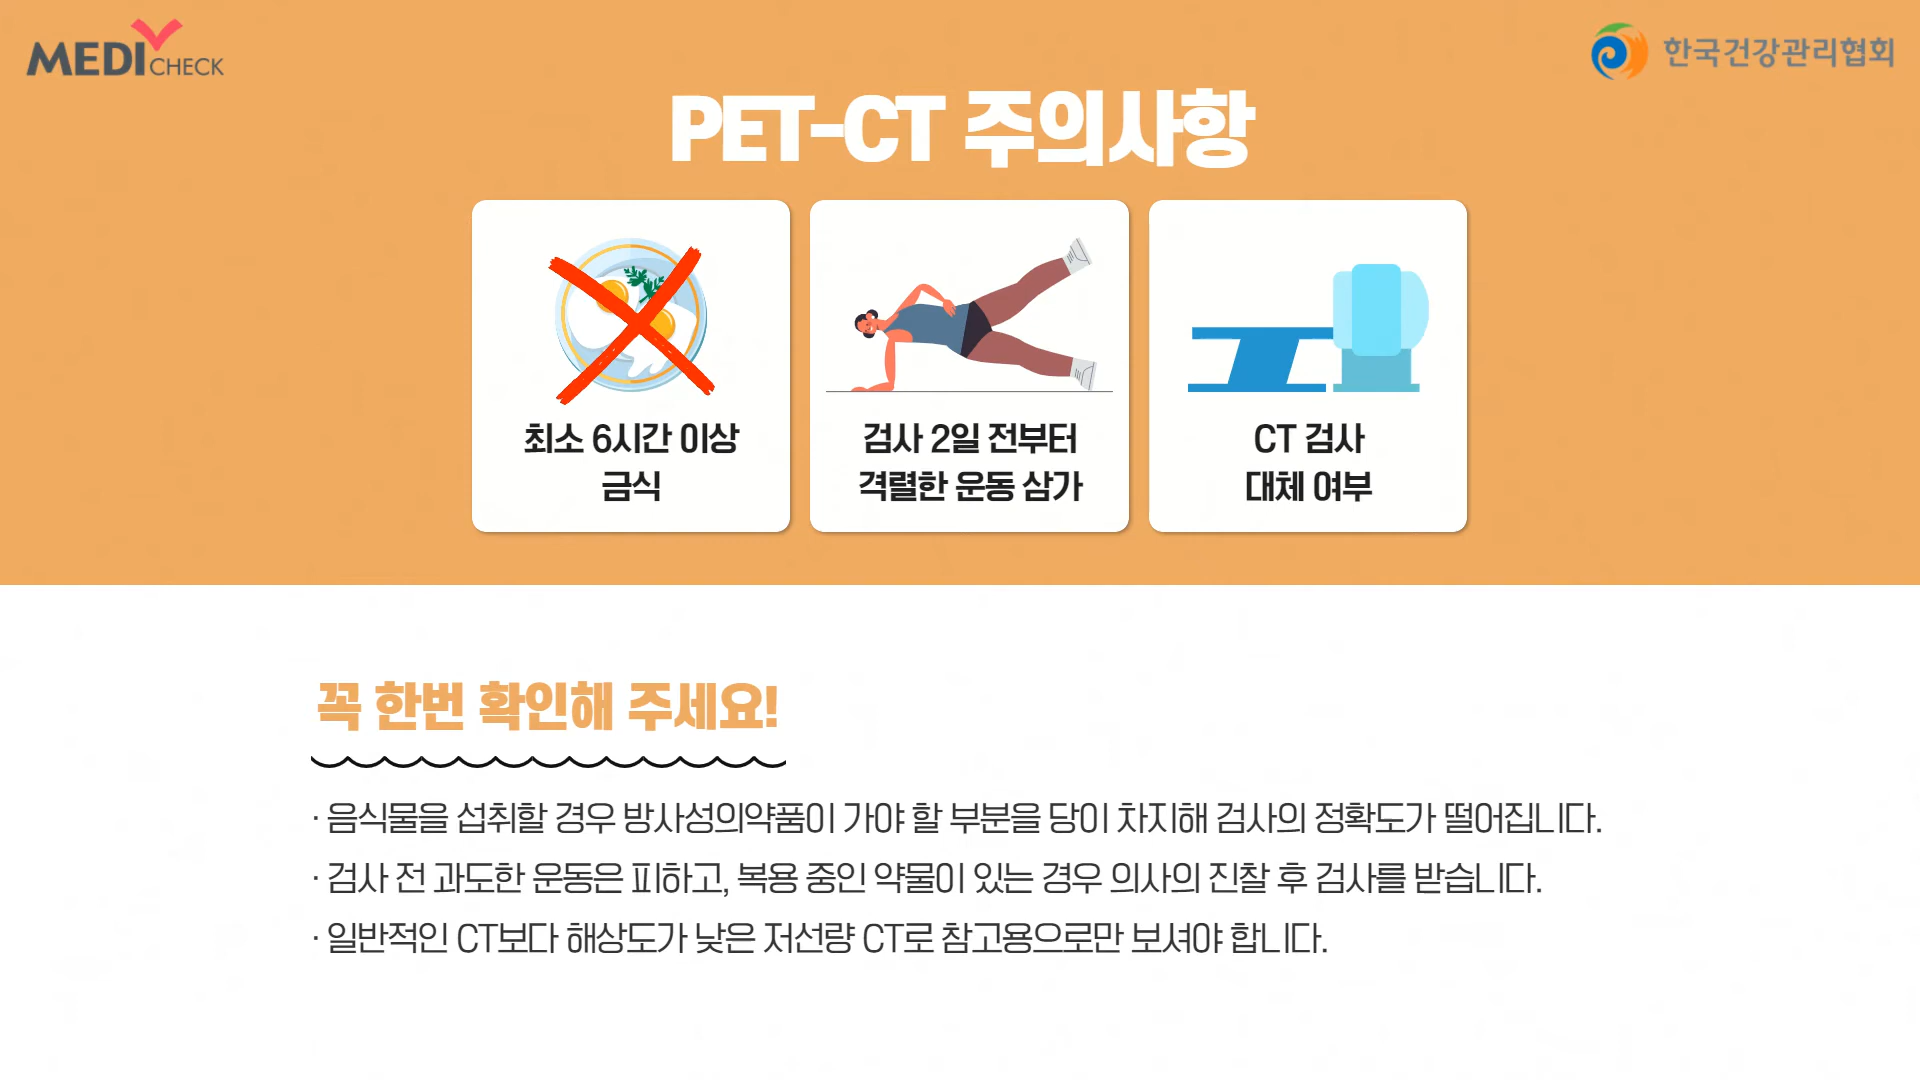 MEDI CHECK
한국건강관리협회
PET-CT 주의사항
최소 6시간 이상
금식
검사 2일 전부터
격렬한 운동 삼가
CT 검사
대체 여부
꼭 한번 확인해 주세요!
· 음식물을 섭취할 경우 방사성의약품이 가야 할 부분을 당이 차지해 검사의 정확도가 떨어집니다.
· 검사 전 과도한 운동은 피하고, 복용 중인 약물이 있는 경우 의사의 진찰 후 검사를 받습니다.
· 일반적인 CT보다 해상도가 낮은 저선량 CT로 참고용으로만 보셔야 합니다.